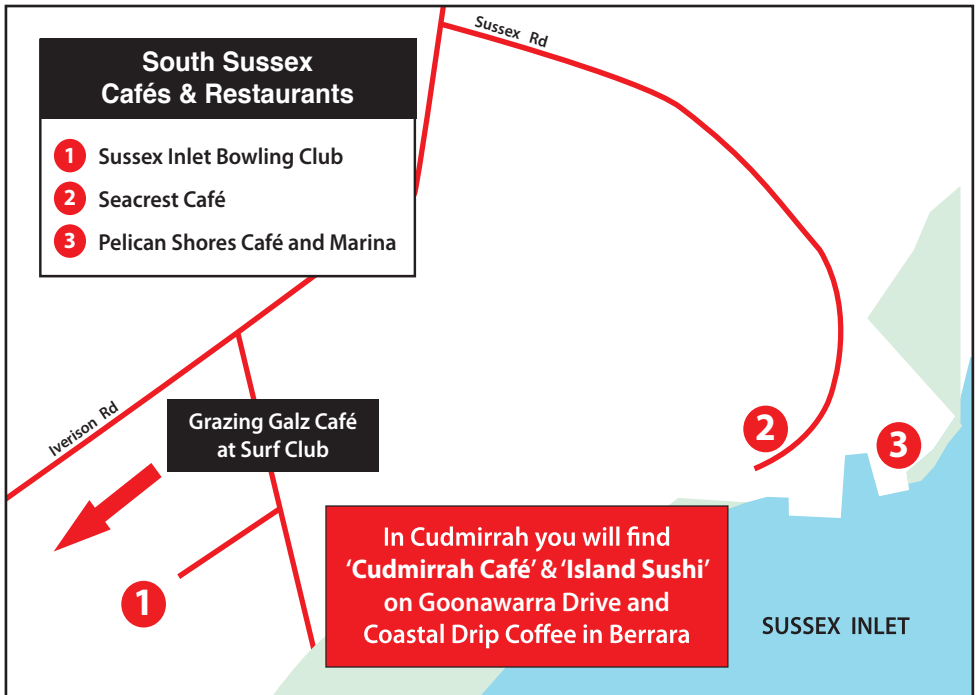 Sussex Rd
South Sussex
Cafés & Restaurants
1 Sussex Inlet Bowling Club
2 Seacrest Café
3 Pelican Shores Café and Marina
Iverison Rd
Grazing Galz Café
at Surf Club
2
3
1
In Cudmirrah you will find
‘Cudmirrah Café’ & ‘Island Sushi’
on Goonawarra Drive and
Coastal Drip Coffee in Berrara
SUSSEX INLET